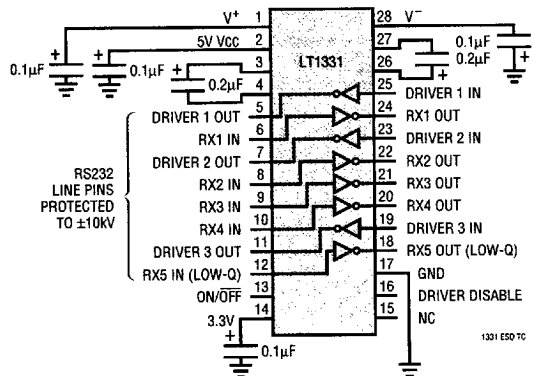 V+
1
28
V−
5V VCC
2
27
0.1µF
0.1µF
3
LT1331
26
0.1µF
0.2µF
0.2µF
4
25
DRIVER 1 IN
DRIVER 1 OUT
5
24
RX1 OUT
RX1 IN
6
23
DRIVER 2 IN
DRIVER 2 OUT
7
22
RX2 OUT
RX2 IN
8
21
RX3 OUT
RX3 IN
9
20
RX4 OUT
RX4 IN
10
19
DRIVER 3 IN
DRIVER 3 OUT
11
18
RX5 OUT (LOW-Q)
RX5 IN (LOW-Q)
12
17
GND
ON/OFF
13
16
DRIVER DISABLE
3.3V
14
15
NC
0.1µF
RS232
LINE PINS
PROTECTED
TO ±10kV
+
+
+
+
+
+
1331 ESD TC